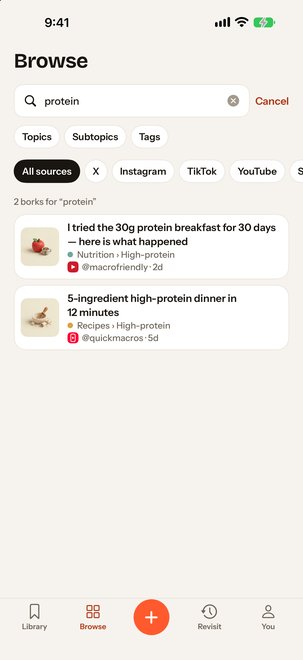 9:41
Browse
protein
Cancel
Topics
Subtopics
Tags
All sources
X
Instagram
TikTok
YouTube
S
2 borks for “protein”
I tried the 30g protein breakfast for 30 days
— here is what happened
Nutrition › High-protein
@macrofriendly · 2d
5-ingredient high-protein dinner in
12 minutes
Recipes › High-protein
@quickmacros · 5d
Library
Browse
Revisit
You